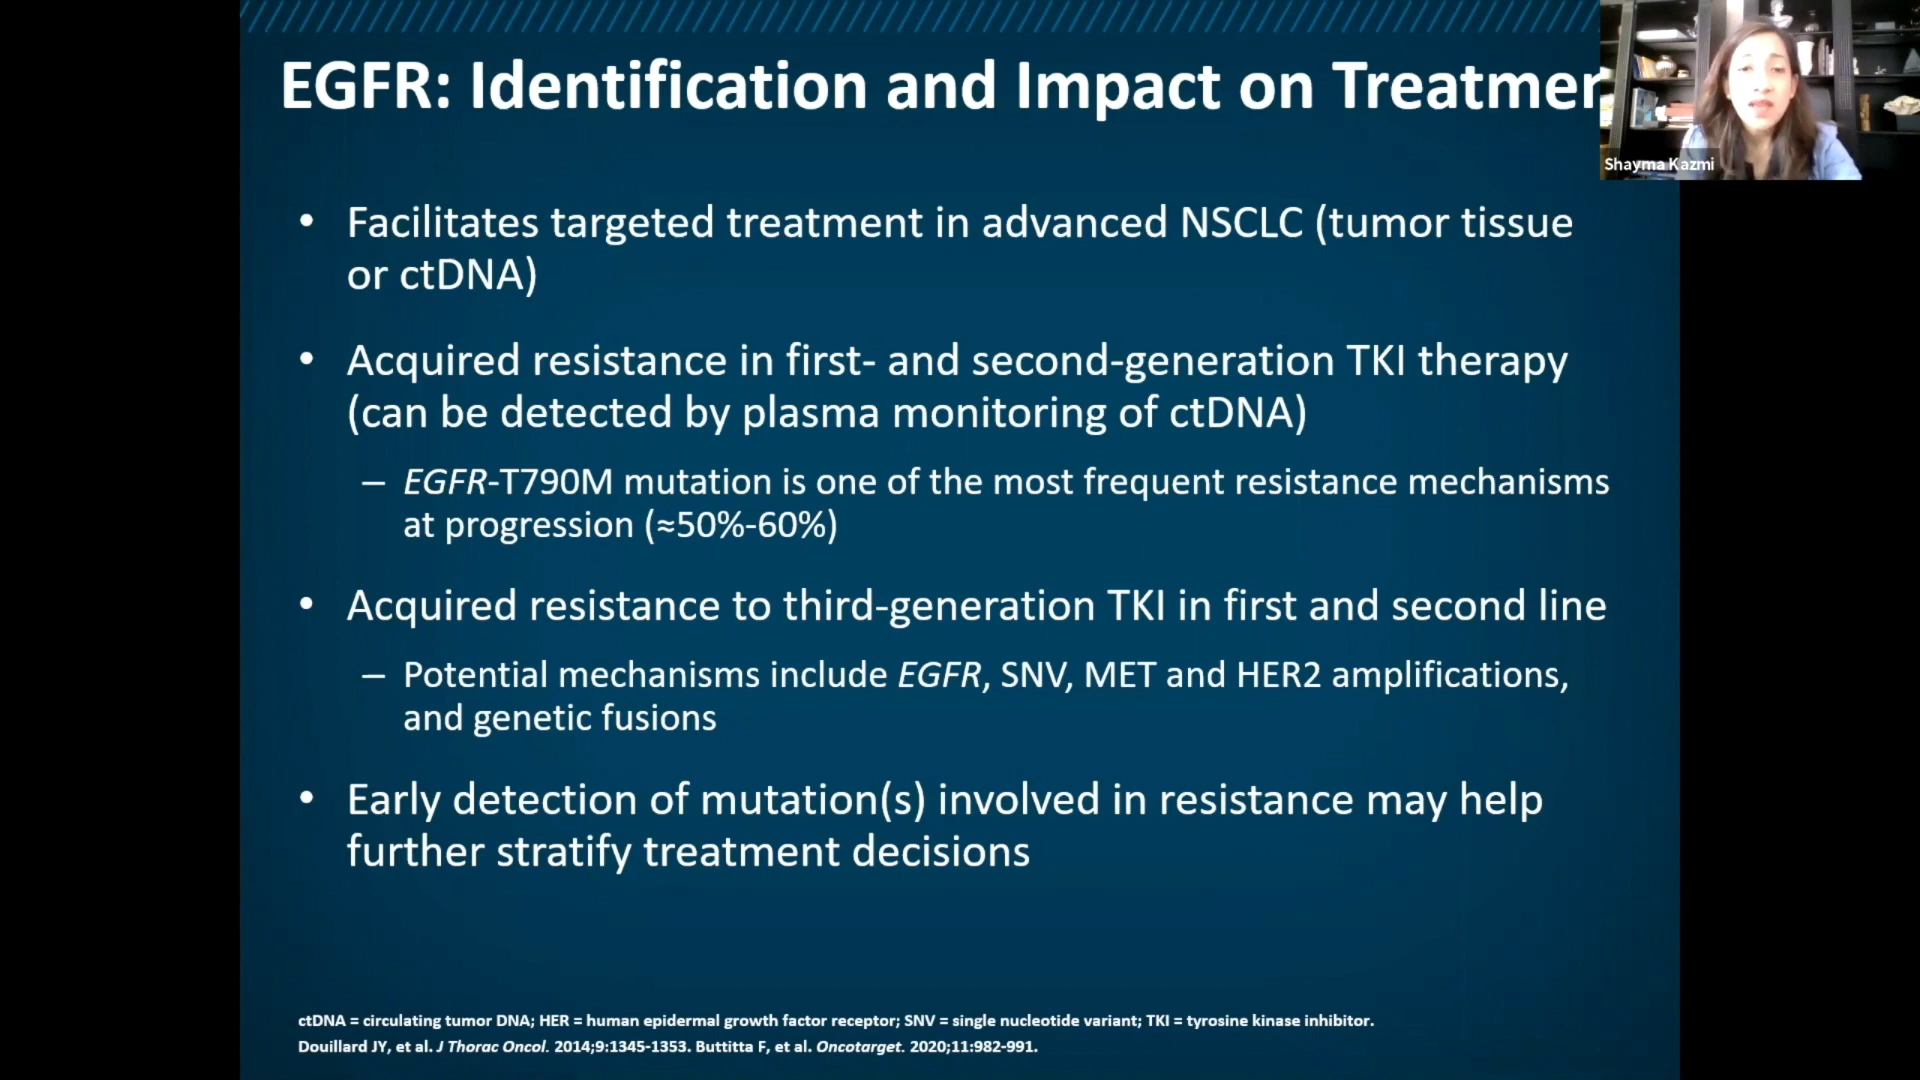 EGFR: Identification and Impact on Treatmen
Shayma Kazmi
• Facilitates targeted treatment in advanced NSCLC (tumor tissue
or ctDNA)
• Acquired resistance in first- and second-generation TKI therapy
(can be detected by plasma monitoring of ctDNA)
– EGFR-T790M mutation is one of the most frequent resistance mechanisms
at progression (≈50%-60%)
• Acquired resistance to third-generation TKI in first and second line
– Potential mechanisms include EGFR, SNV, MET and HER2 amplifications,
and genetic fusions
• Early detection of mutation(s) involved in resistance may help
further stratify treatment decisions
ctDNA = circulating tumor DNA; HER = human epidermal growth factor receptor; SNV = single nucleotide variant; TKI = tyrosine kinase inhibitor.
Douillard JY, et al. J Thorac Oncol. 2014;9:1345-1353. Buttitta F, et al. Oncotarget. 2020;11:982-991.